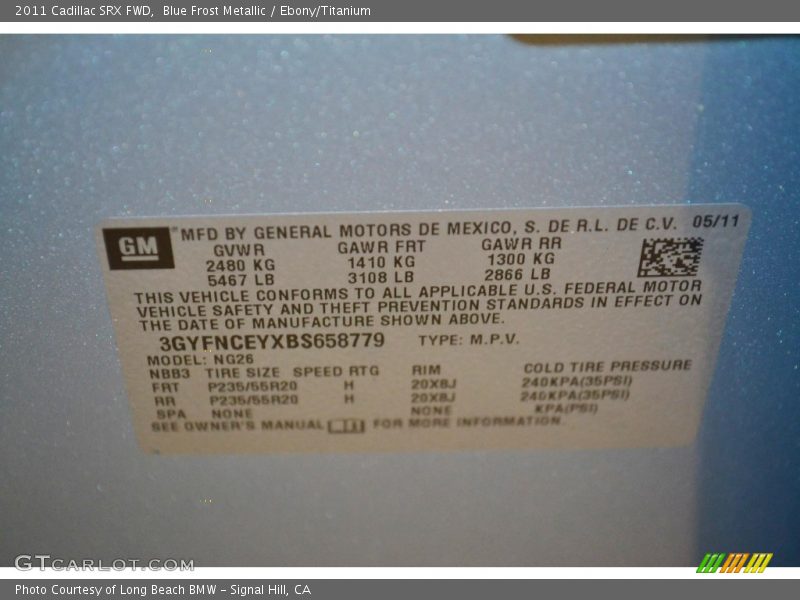 2011 Cadillac SRX FWD,  Blue Frost Metallic / Ebony/Titanium
GM
MFD BY GENERAL MOTORS DE MEXICO, S. DE R.L. DE C.V. 05/11
GVWR GAWR FRT GAWR RR
2480 KG 1410 KG 1300 KG
5467 LB 3108 LB 2866 LB
THIS VEHICLE CONFORMS TO ALL APPLICABLE U.S. FEDERAL MOTOR
VEHICLE SAFETY AND THEFT PREVENTION STANDARDS IN EFFECT ON
THE DATE OF MANUFACTURE SHOWN ABOVE.
3GYFNCEYXBS658779 TYPE: M.P.V.
MODEL: NG26
NBB3 TIRE SIZE SPEED RTG RIM COLD TIRE PRESSURE
FRT P235/55R20 H 20X8J 240KPA(35PSI)
RR P235/55R20 H 20X8J 240KPA(35PSI)
SPA NONE NONE KPA(PSI)
SEE OWNER'S MANUAL FOR MORE INFORMATION.
GTCARLOT.COM
Photo Courtesy of Long Beach BMW - Signal Hill, CA